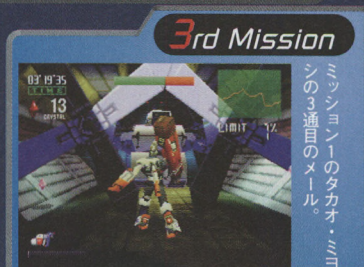 3rd Mission
03'19"35
TIME
13
CRYSTAL
LIMIT 1%
ミッション1のタカオ・ミヨ
シの3通目のメール。